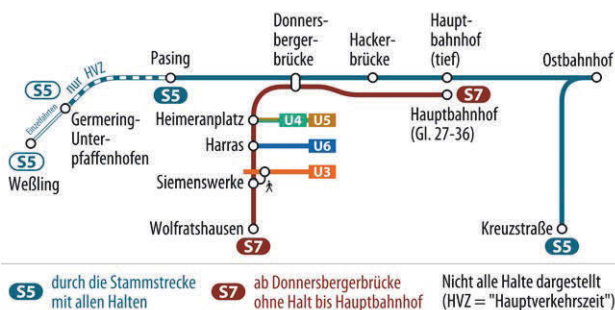 Donners-
berger-
brücke
Haupt-
bahnhof
(tief)
Pasing
Hacker-
brücke
Ostbahnhof
nur HVZ
S5
S5
S7
Einzelfahrten
Germering-
Unter-
pfaffenhofen
Heimeranplatz
U4
U5
Hauptbahnhof
(Gl. 27-36)
Harras
U6
S5
Weßling
Siemenswerke
U3
Wolfratshausen
Kreuzstraße
S7
S5
S5
durch die Stammstrecke
mit allen Halten
S7
ab Donnersbergerbrücke
ohne Halt bis Hauptbahnhof
Nicht alle Halte dargestellt
(HVZ = "Hauptverkehrszeit")